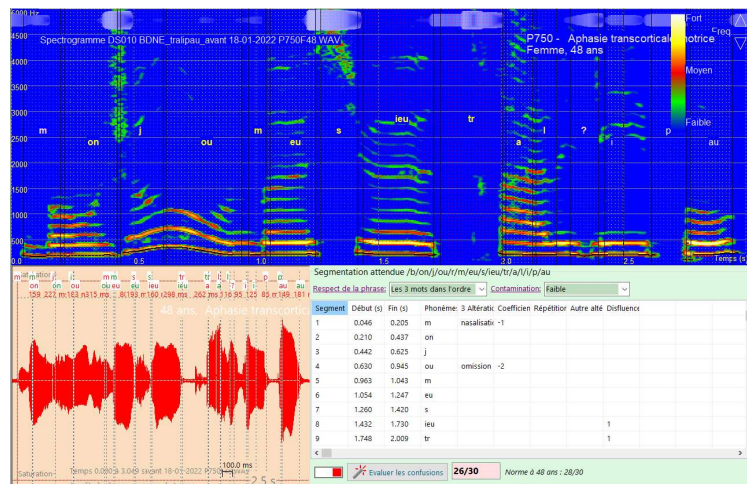 5000 Hz
Fort
Freq
4500
Spectrogramme DS010 BDNE_tralipau_avant 18-01-2022 P750F48.WAV
P750 - Aphasie transcorticale motrice
Femme, 48 ans
4000
Moyen
3500
3000
ieu
tr
Faible
m j m s l ? p
2500
on ou eu a i au
2000
1500
1000
500
0.0 0.5 1.0 1.5 2.0 2.5 Temps (s)
Segmentation attendue /b/on/j/ou/r/m/eu/s/ieu/tr/a/l/i/p/au
Respect de la phrase: Les 3 mots dans l'ordre Contamination: Faible
48 ans, Aphasie transcortic
Segment Début (s) Fin (s) Phonème: 3 Altératic Coefficien Répétitior Autre alté Disfluence
1 0.046 0.205 m nasalisatic -1
2 0.210 0.437 on
3 0.442 0.625 j
4 0.630 0.945 ou omission -2
5 0.963 1.043 m
6 1.054 1.247 eu
7 1.260 1.420 s
8 1.432 1.730 ieu 1
9 1.748 2.009 tr 1
100.0 ms
Saturation
2.5 s
Evaluer les confusions 26/30 Norme à 48 ans : 28/30